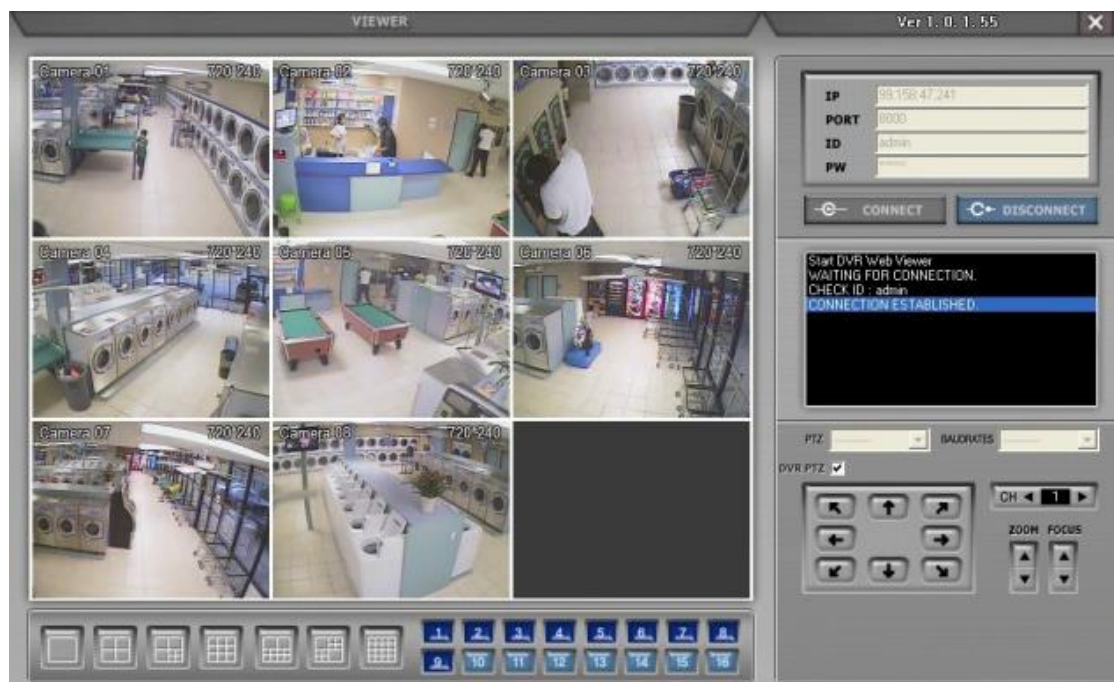 VIEWER
Ver 1. 0. 1. 55
Camera 01 720*240
Camera 02 720*240
Camera 03 720*240
Camera 04 720*240
Camera 05 720*240
Camera 06 720*240
Camera 07 720*240
Camera 08 720*240
IP 99.158.47.241
PORT 8000
ID admin
PW ****
CONNECT DISCONNECT
Start DVR Web Viewer
WAITING FOR CONNECTION.
CHECK ID : admin
CONNECTION ESTABLISHED.
PTZ BAUDRATES
DVR PTZ
CH 1
ZOOM FOCUS
1 2 3 4 5 6 7 8
9 10 11 12 13 14 15 16